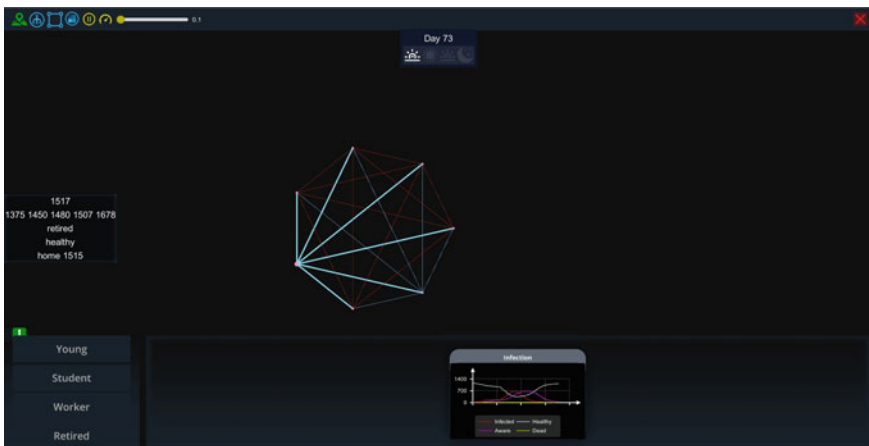 0.1
Day 73
1517
1375 1450 1480 1507 1678
retired
healthy
home 1515
Young
Student
Worker
Retired
Infection
1400
700
0
Infected Healthy
Aware Dead